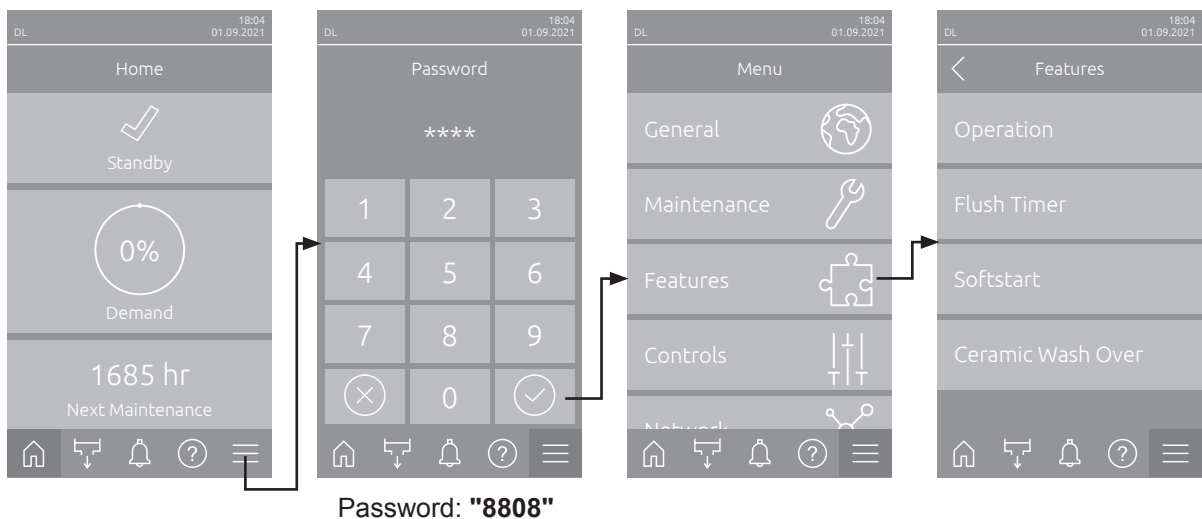 18:04
DL 01.09.2021
Home
Standby
0%
Demand
1685 hr
Next Maintenance
?
18:04
DL 01.09.2021
Password
****
1 2 3
4 5 6
7 8 9
0
?
Password: "8808"
18:04
DL 01.09.2021
Menu
General
Maintenance
Features
Controls
Network
?
18:04
DL 01.09.2021
Features
Operation
Flush Timer
Softstart
Ceramic Wash Over
?